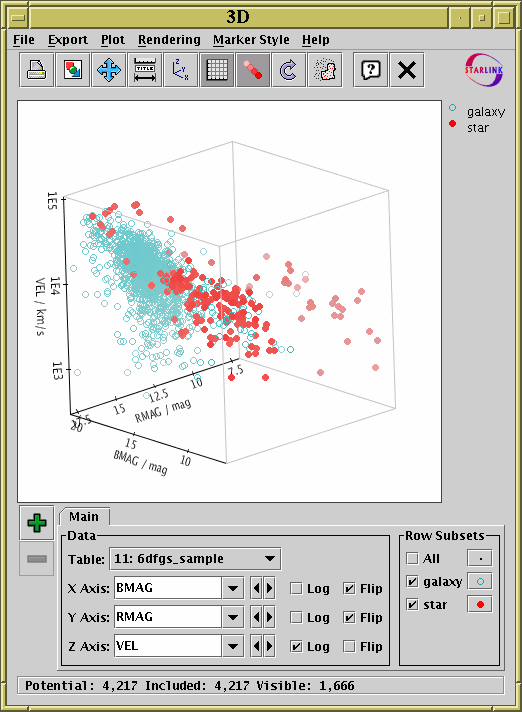 3D
File Export Plot Rendering Marker Style Help
TITLE
z y x
?
STARLINK
galaxy
star
1E5
1E4
1E3
VEL / km/s
7.5
10
12.5
15
17.5
RMAG / mag
20
15
10
BMAG / mag
Main
Data
Table: 11: 6dfgs_sample
X Axis: BMAG Log Flip
Y Axis: RMAG Log Flip
Z Axis: VEL Log Flip
Row Subsets
All
galaxy
star
Potential: 4,217 Included: 4,217 Visible: 1,666